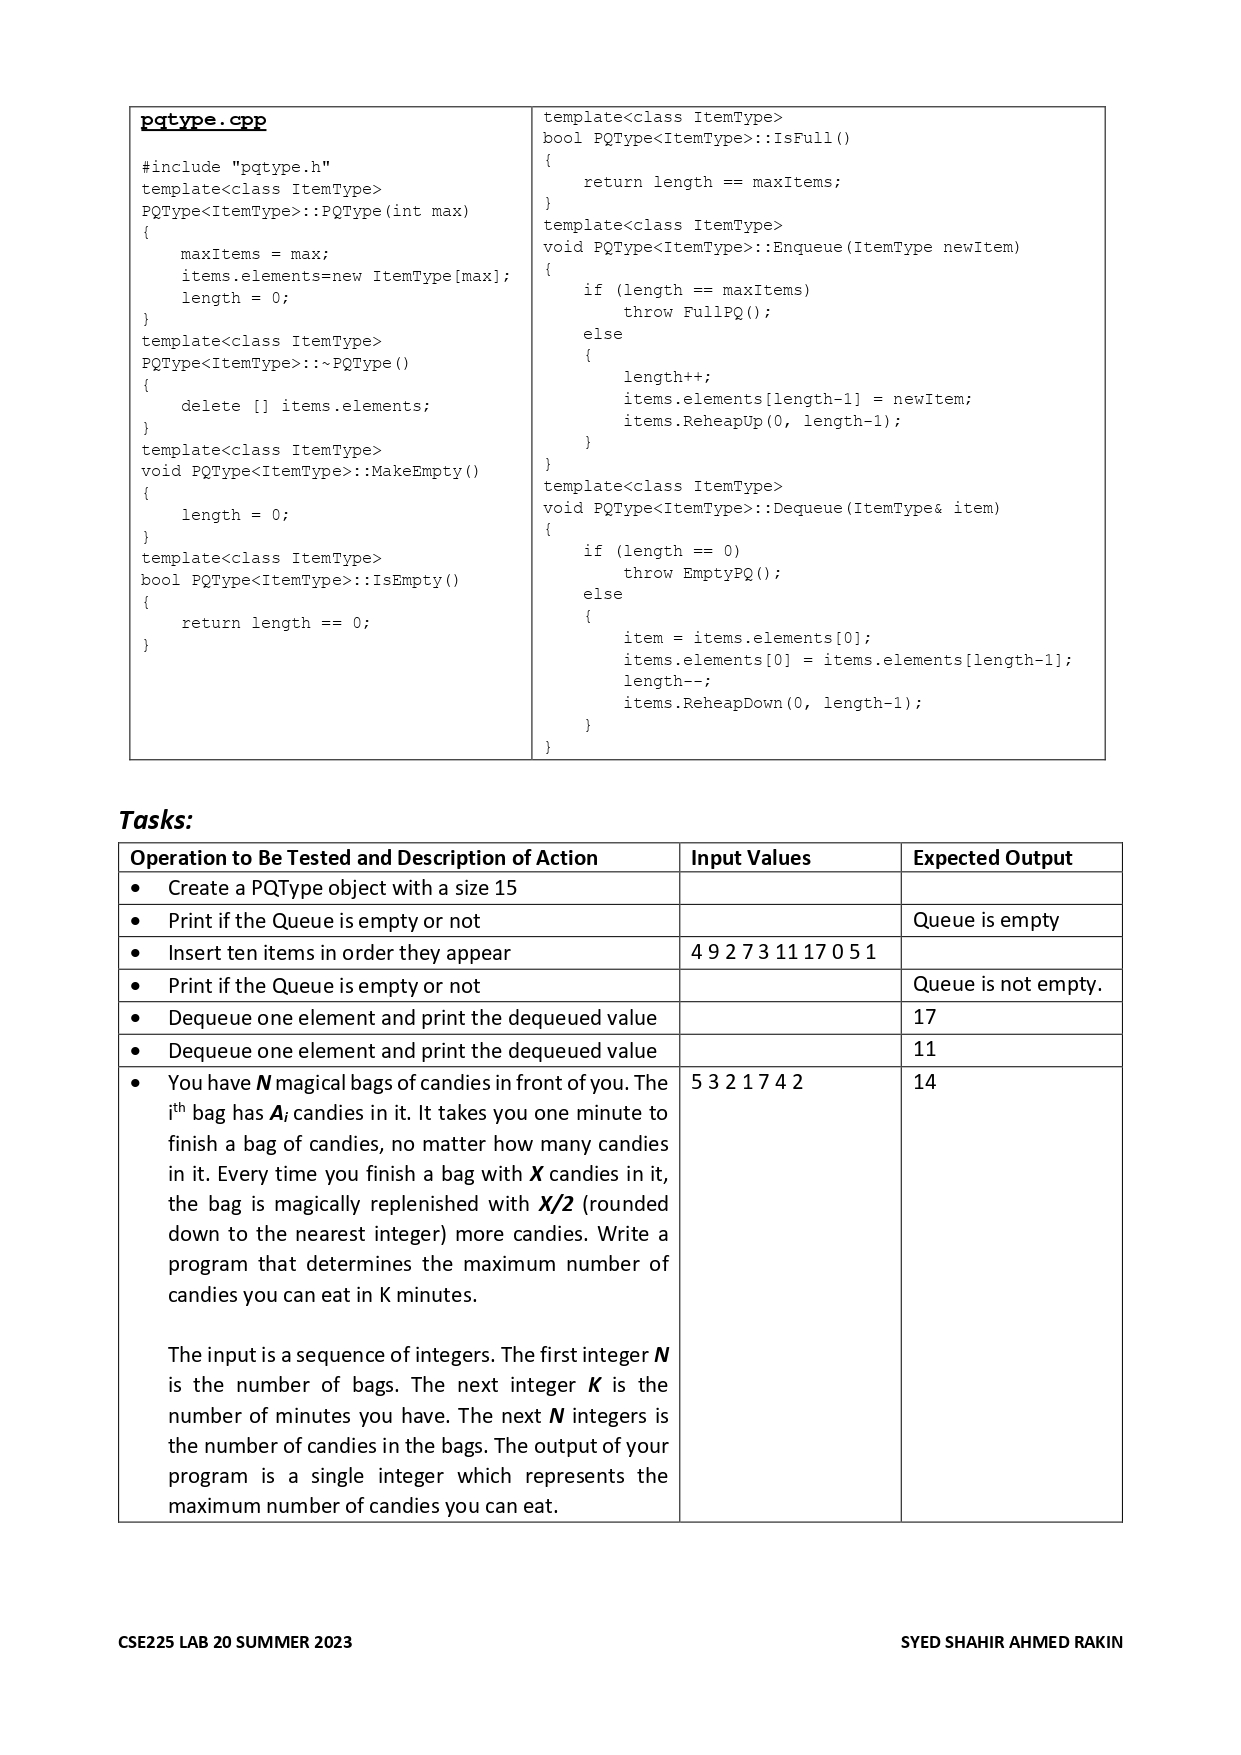 pqtype.cpp
#include "pqtype.h"
template<class ItemType>
PQType<ItemType>::PQType(int max)
{
    maxItems = max;
    items.elements=new ItemType[max];
    length = 0;
}
template<class ItemType>
PQType<ItemType>::~PQType()
{
    delete [] items.elements;
}
template<class ItemType>
void PQType<ItemType>::MakeEmpty()
{
    length = 0;
}
template<class ItemType>
bool PQType<ItemType>::IsEmpty()
{
    return length == 0;
}
template<class ItemType>
bool PQType<ItemType>::IsFull()
{
    return length == maxItems;
}
template<class ItemType>
void PQType<ItemType>::Enqueue(ItemType newItem)
{
    if (length == maxItems)
        throw FullPQ();
    else
    {
        length++;
        items.elements[length-1] = newItem;
        items.ReheapUp(0, length-1);
    }
}
template<class ItemType>
void PQType<ItemType>::Dequeue(ItemType& item)
{
    if (length == 0)
        throw EmptyPQ();
    else
    {
        item = items.elements[0];
        items.elements[0] = items.elements[length-1];
        length--;
        items.ReheapDown(0, length-1);
    }
}
Tasks:
Operation to Be Tested and Description of Action Input Values Expected Output
• Create a PQType object with a size 15
• Print if the Queue is empty or not Queue is empty
• Insert ten items in order they appear 4 9 2 7 3 11 17 0 5 1
• Print if the Queue is empty or not Queue is not empty.
• Dequeue one element and print the dequeued value 17
• Dequeue one element and print the dequeued value 11
• You have N magical bags of candies in front of you. The 5 3 2 1 7 4 2 14
ith bag has Ai candies in it. It takes you one minute to
finish a bag of candies, no matter how many candies
in it. Every time you finish a bag with X candies in it,
the bag is magically replenished with X/2 (rounded
down to the nearest integer) more candies. Write a
program that determines the maximum number of
candies you can eat in K minutes.
The input is a sequence of integers. The first integer N
is the number of bags. The next integer K is the
number of minutes you have. The next N integers is
the number of candies in the bags. The output of your
program is a single integer which represents the
maximum number of candies you can eat.
CSE225 LAB 20 SUMMER 2023 SYED SHAHIR AHMED RAKIN